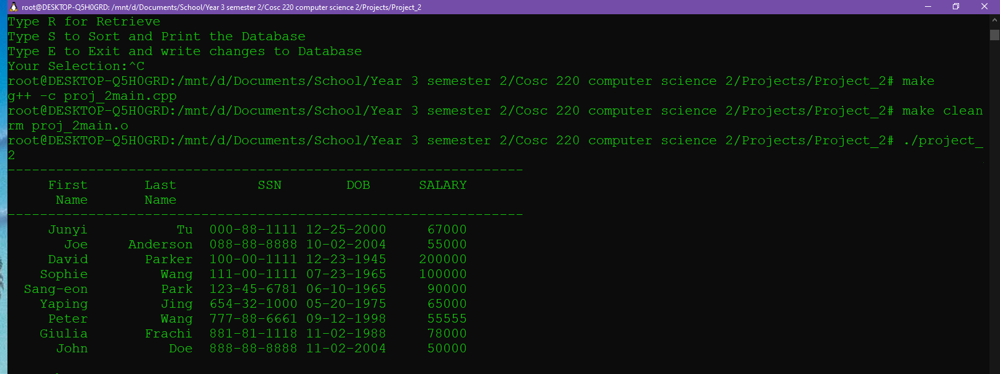 root@DESKTOP-Q5H0GRD: /mnt/d/Documents/School/Year 3 semester 2/Cosc 220 computer science 2/Projects/Project_2
Type R for Retrieve
Type S to Sort and Print the Database
Type E to Exit and write changes to Database
Your Selection:^C
root@DESKTOP-Q5H0GRD:/mnt/d/Documents/School/Year 3 semester 2/Cosc 220 computer science 2/Projects/Project_2# make
g++ -c proj_2main.cpp
root@DESKTOP-Q5H0GRD:/mnt/d/Documents/School/Year 3 semester 2/Cosc 220 computer science 2/Projects/Project_2# make clean
rm proj_2main.o
root@DESKTOP-Q5H0GRD:/mnt/d/Documents/School/Year 3 semester 2/Cosc 220 computer science 2/Projects/Project_2# ./project_
2
----------------------------------------------------------------
First Last SSN DOB SALARY
Name Name
----------------------------------------------------------------
Junyi Tu 000-88-1111 12-25-2000 67000
Joe Anderson 088-88-8888 10-02-2004 55000
David Parker 100-00-1111 12-23-1945 200000
Sophie Wang 111-00-1111 07-23-1965 100000
Sang-eon Park 123-45-6781 06-10-1965 90000
Yaping Jing 654-32-1000 05-20-1975 65000
Peter Wang 777-88-6661 09-12-1998 55555
Giulia Frachi 881-81-1118 11-02-1988 78000
John Doe 888-88-8888 11-02-2004 50000